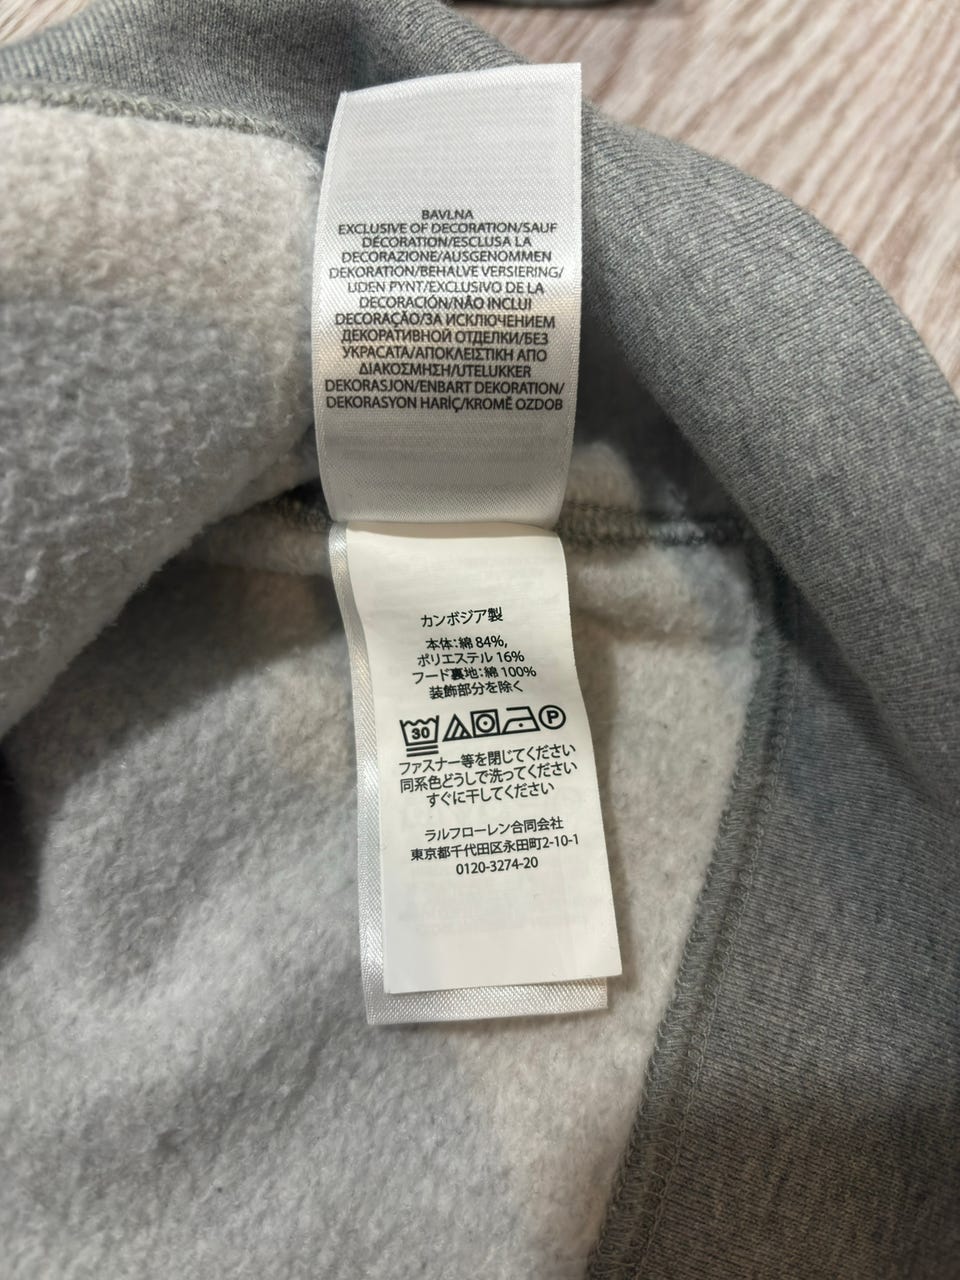 BAVLNA
EXCLUSIVE OF DECORATION/SAUF
DÉCORATION/ESCLUSA LA
DECORAZIONE/AUSGENOMMEN
DEKORATION/BEHALVE VERSIERING/
UDEN PYNT/EXCLUSIVO DE LA
DECORACIÓN/NÃO INCLUI
DECORAÇÃO/ЗА ИСКЛЮЧЕНИЕМ
ДЕКОРАТИВНОЙ ОТДЕЛКИ/БЕЗ
УКРАСАТА/ΑΠΟΚΛΕΙΣΤΙΚΗ ΑΠΟ
ΔΙΑΚΟΣΜΗΣΗ/UTELUKKER
DEKORASJON/ENBART DEKORATION/
DEKORASYON HARİÇ/KROMĚ OZDOB
カンボジア製
本体:綿 84%,
ポリエステル 16%
フード裏地:綿 100%
装飾部分を除く
30 P
ファスナー等を閉じてください
同系色どうしで洗ってください
すぐに干してください
ラルフローレン合同会社
東京都千代田区永田町2-10-1
0120-3274-20